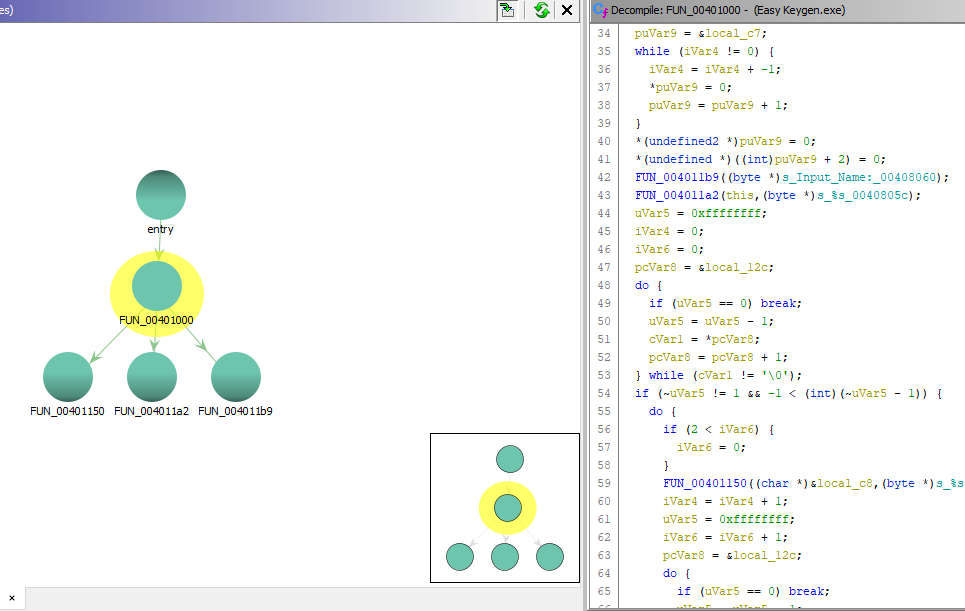 es)
entry
FUN_00401000
FUN_00401150 FUN_004011a2 FUN_004011b9
Decompile: FUN_00401000 - (Easy Keygen.exe)
34 puVar9 = &local_c7;
35 while (iVar4 != 0) {
36 iVar4 = iVar4 + -1;
37 *puVar9 = 0;
38 puVar9 = puVar9 + 1;
39 }
40 *(undefined2 *)puVar9 = 0;
41 *(undefined *)((int)puVar9 + 2) = 0;
42 FUN_004011b9((byte *)s_Input_Name:_00408060);
43 FUN_004011a2(this,(byte *)s_%s_0040805c);
44 uVar5 = 0xffffffff;
45 iVar4 = 0;
46 iVar6 = 0;
47 pcVar8 = &local_12c;
48 do {
49 if (uVar5 == 0) break;
50 uVar5 = uVar5 - 1;
51 cVar1 = *pcVar8;
52 pcVar8 = pcVar8 + 1;
53 } while (cVar1 != '\0');
54 if (~uVar5 != 1 && -1 < (int)(~uVar5 - 1)) {
55 do {
56 if (2 < iVar6) {
57 iVar6 = 0;
58 }
59 FUN_00401150((char *)&local_c8,(byte *)s_%s
60 iVar4 = iVar4 + 1;
61 uVar5 = 0xffffffff;
62 iVar6 = iVar6 + 1;
63 pcVar8 = &local_12c;
64 do {
65 if (uVar5 == 0) break;